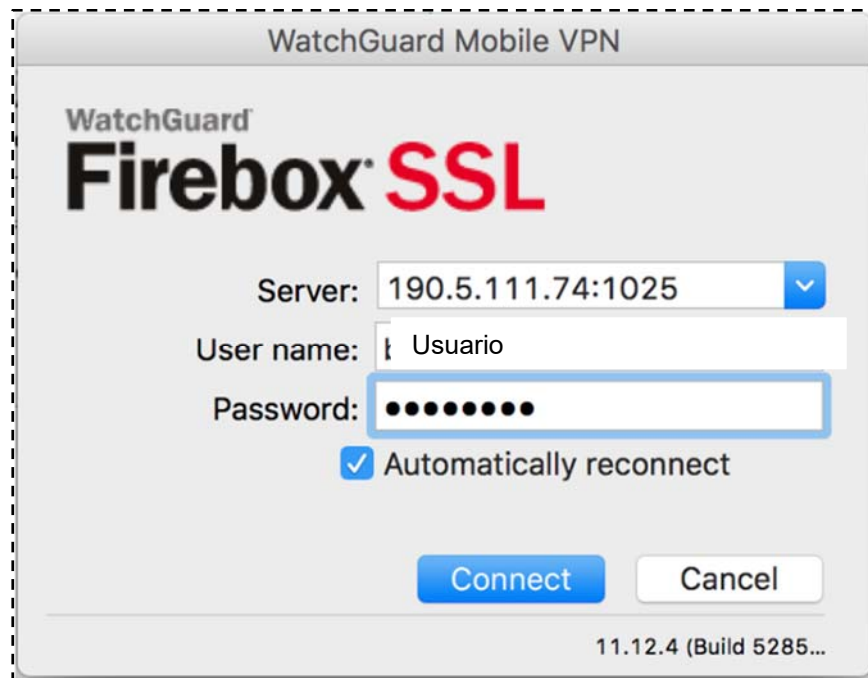 WatchGuard Mobile VPN
WatchGuard
Firebox SSL
Server: 190.5.111.74:1025
User name: Usuario
Password: ●●●●●●●●
Automatically reconnect
Connect Cancel
11.12.4 (Build 5285...